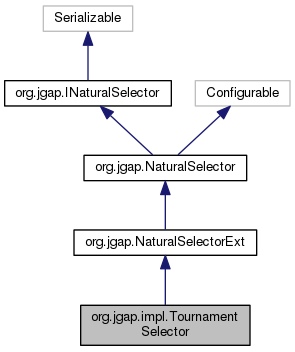 Serializable
org.jgap.INaturalSelector
Configurable
org.jgap.NaturalSelector
org.jgap.NaturalSelectorExt
org.jgap.impl.Tournament
Selector